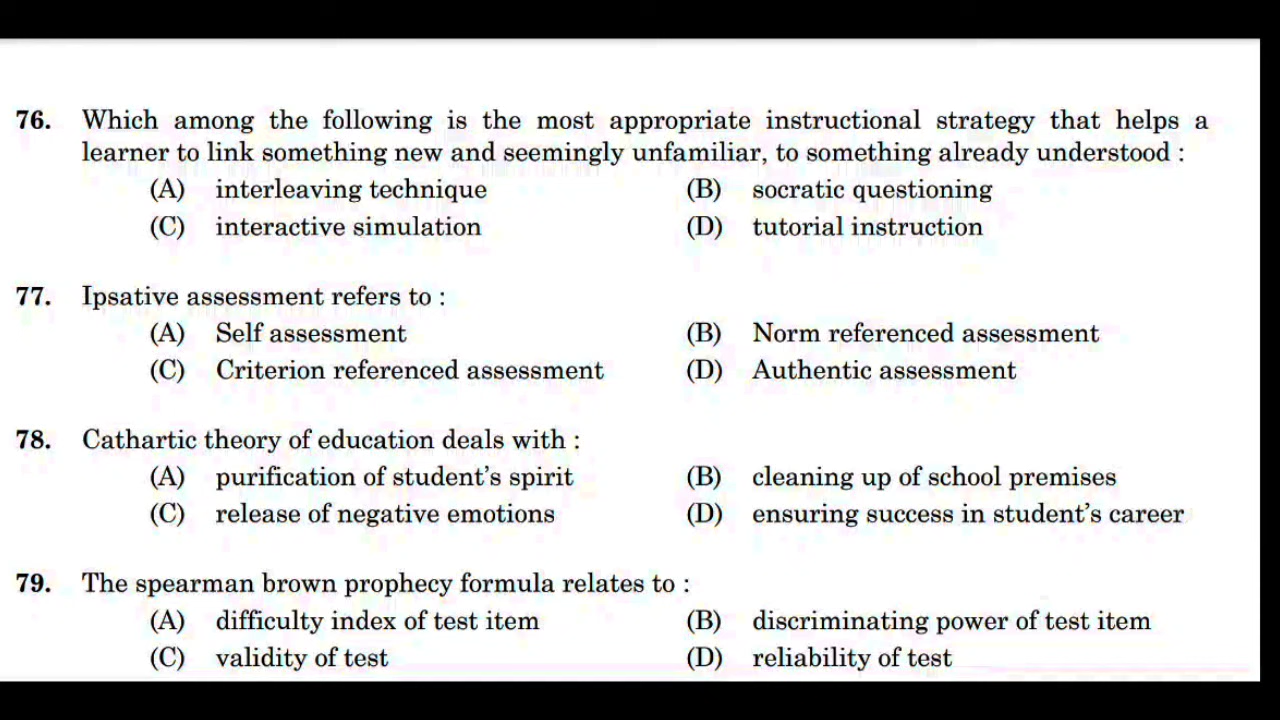 76. Which among the following is the most appropriate instructional strategy that helps a
learner to link something new and seemingly unfamiliar, to something already understood :
(A) interleaving technique (B) socratic questioning
(C) interactive simulation (D) tutorial instruction
77. Ipsative assessment refers to :
(A) Self assessment (B) Norm referenced assessment
(C) Criterion referenced assessment (D) Authentic assessment
78. Cathartic theory of education deals with :
(A) purification of student's spirit (B) cleaning up of school premises
(C) release of negative emotions (D) ensuring success in student's career
79. The spearman brown prophecy formula relates to :
(A) difficulty index of test item (B) discriminating power of test item
(C) validity of test (D) reliability of test